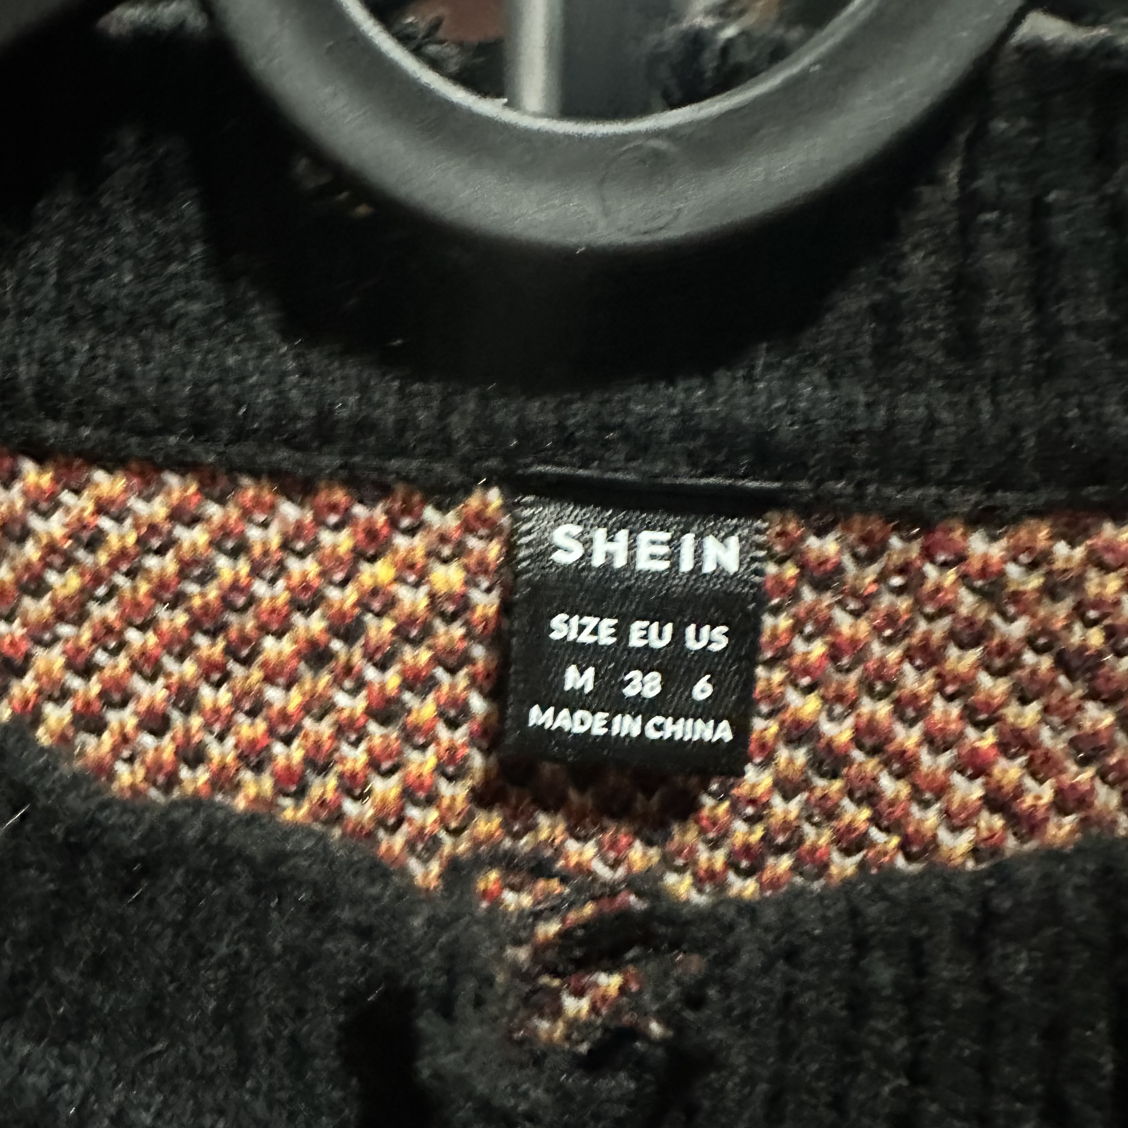 SHEIN
SIZE EU US
M 38 6
MADE IN CHINA